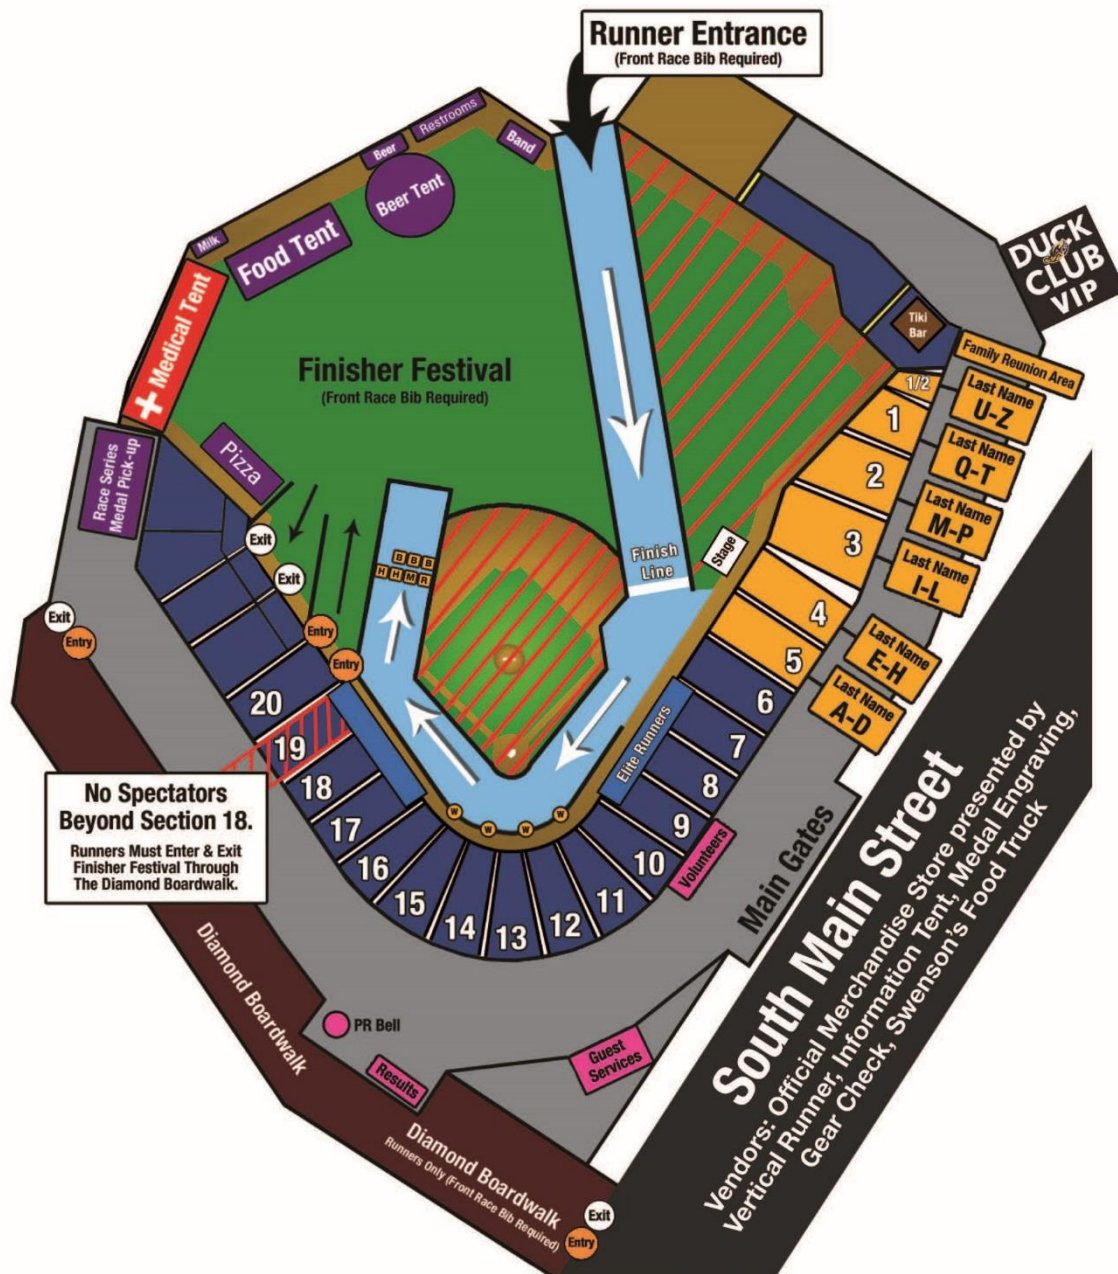 Runner Entrance
(Front Race Bib Required)
Restrooms
Beer
Band
Beer Tent
Milk
Food Tent
Medical Tent
DUCK
CLUB
VIP
Tiki
Bar
Finisher Festival
(Front Race Bib Required)
Family Reunion Area
Last Name
U-Z
Last Name
Q-T
Last Name
M-P
Last Name
I-L
Last Name
E-H
Last Name
A-D
1/2
1
2
3
4
5
6
7
8
9
10
11
12
13
14
15
16
17
18
19
20
Race Series
Medal Pick-up
Pizza
Exit
Exit
Entry
Entry
Exit
Entry
B B B
H H M R
Finish
Line
Stage
Elite Runners
W W W W
Volunteers
Main Gates
No Spectators
Beyond Section 18.
Runners Must Enter & Exit
Finisher Festival Through
The Diamond Boardwalk.
Diamond Boardwalk
PR Bell
Results
Guest
Services
Diamond Boardwalk
Runners Only (Front Race Bib Required)
Exit
Entry
South Main Street
Vendors: Official Merchandise Store presented by
Vertical Runner, Information Tent, Medal Engraving,
Gear Check, Swenson's Food Truck